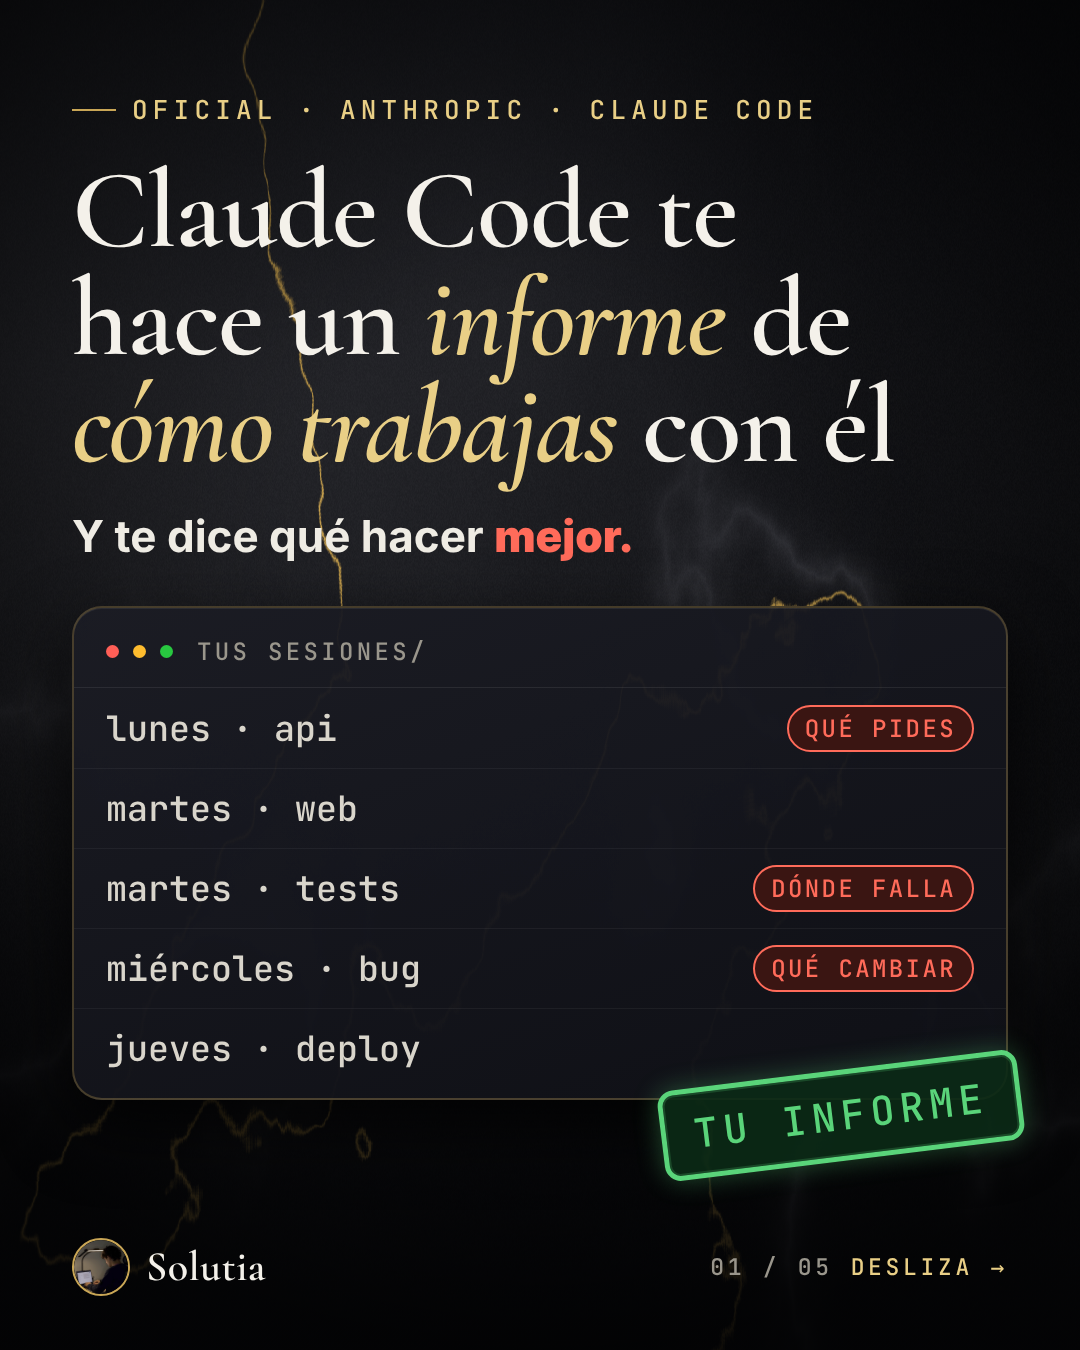 OFICIAL · ANTHROPIC · CLAUDE CODE
Claude Code te
hace un informe de
cómo trabajas con él
Y te dice qué hacer mejor.
TUS SESIONES/
lunes · api
QUÉ PIDES
martes · web
martes · tests
DÓNDE FALLA
miércoles · bug
QUÉ CAMBIAR
jueves · deploy
TU INFORME
Solutia
01 / 05 DESLIZA →